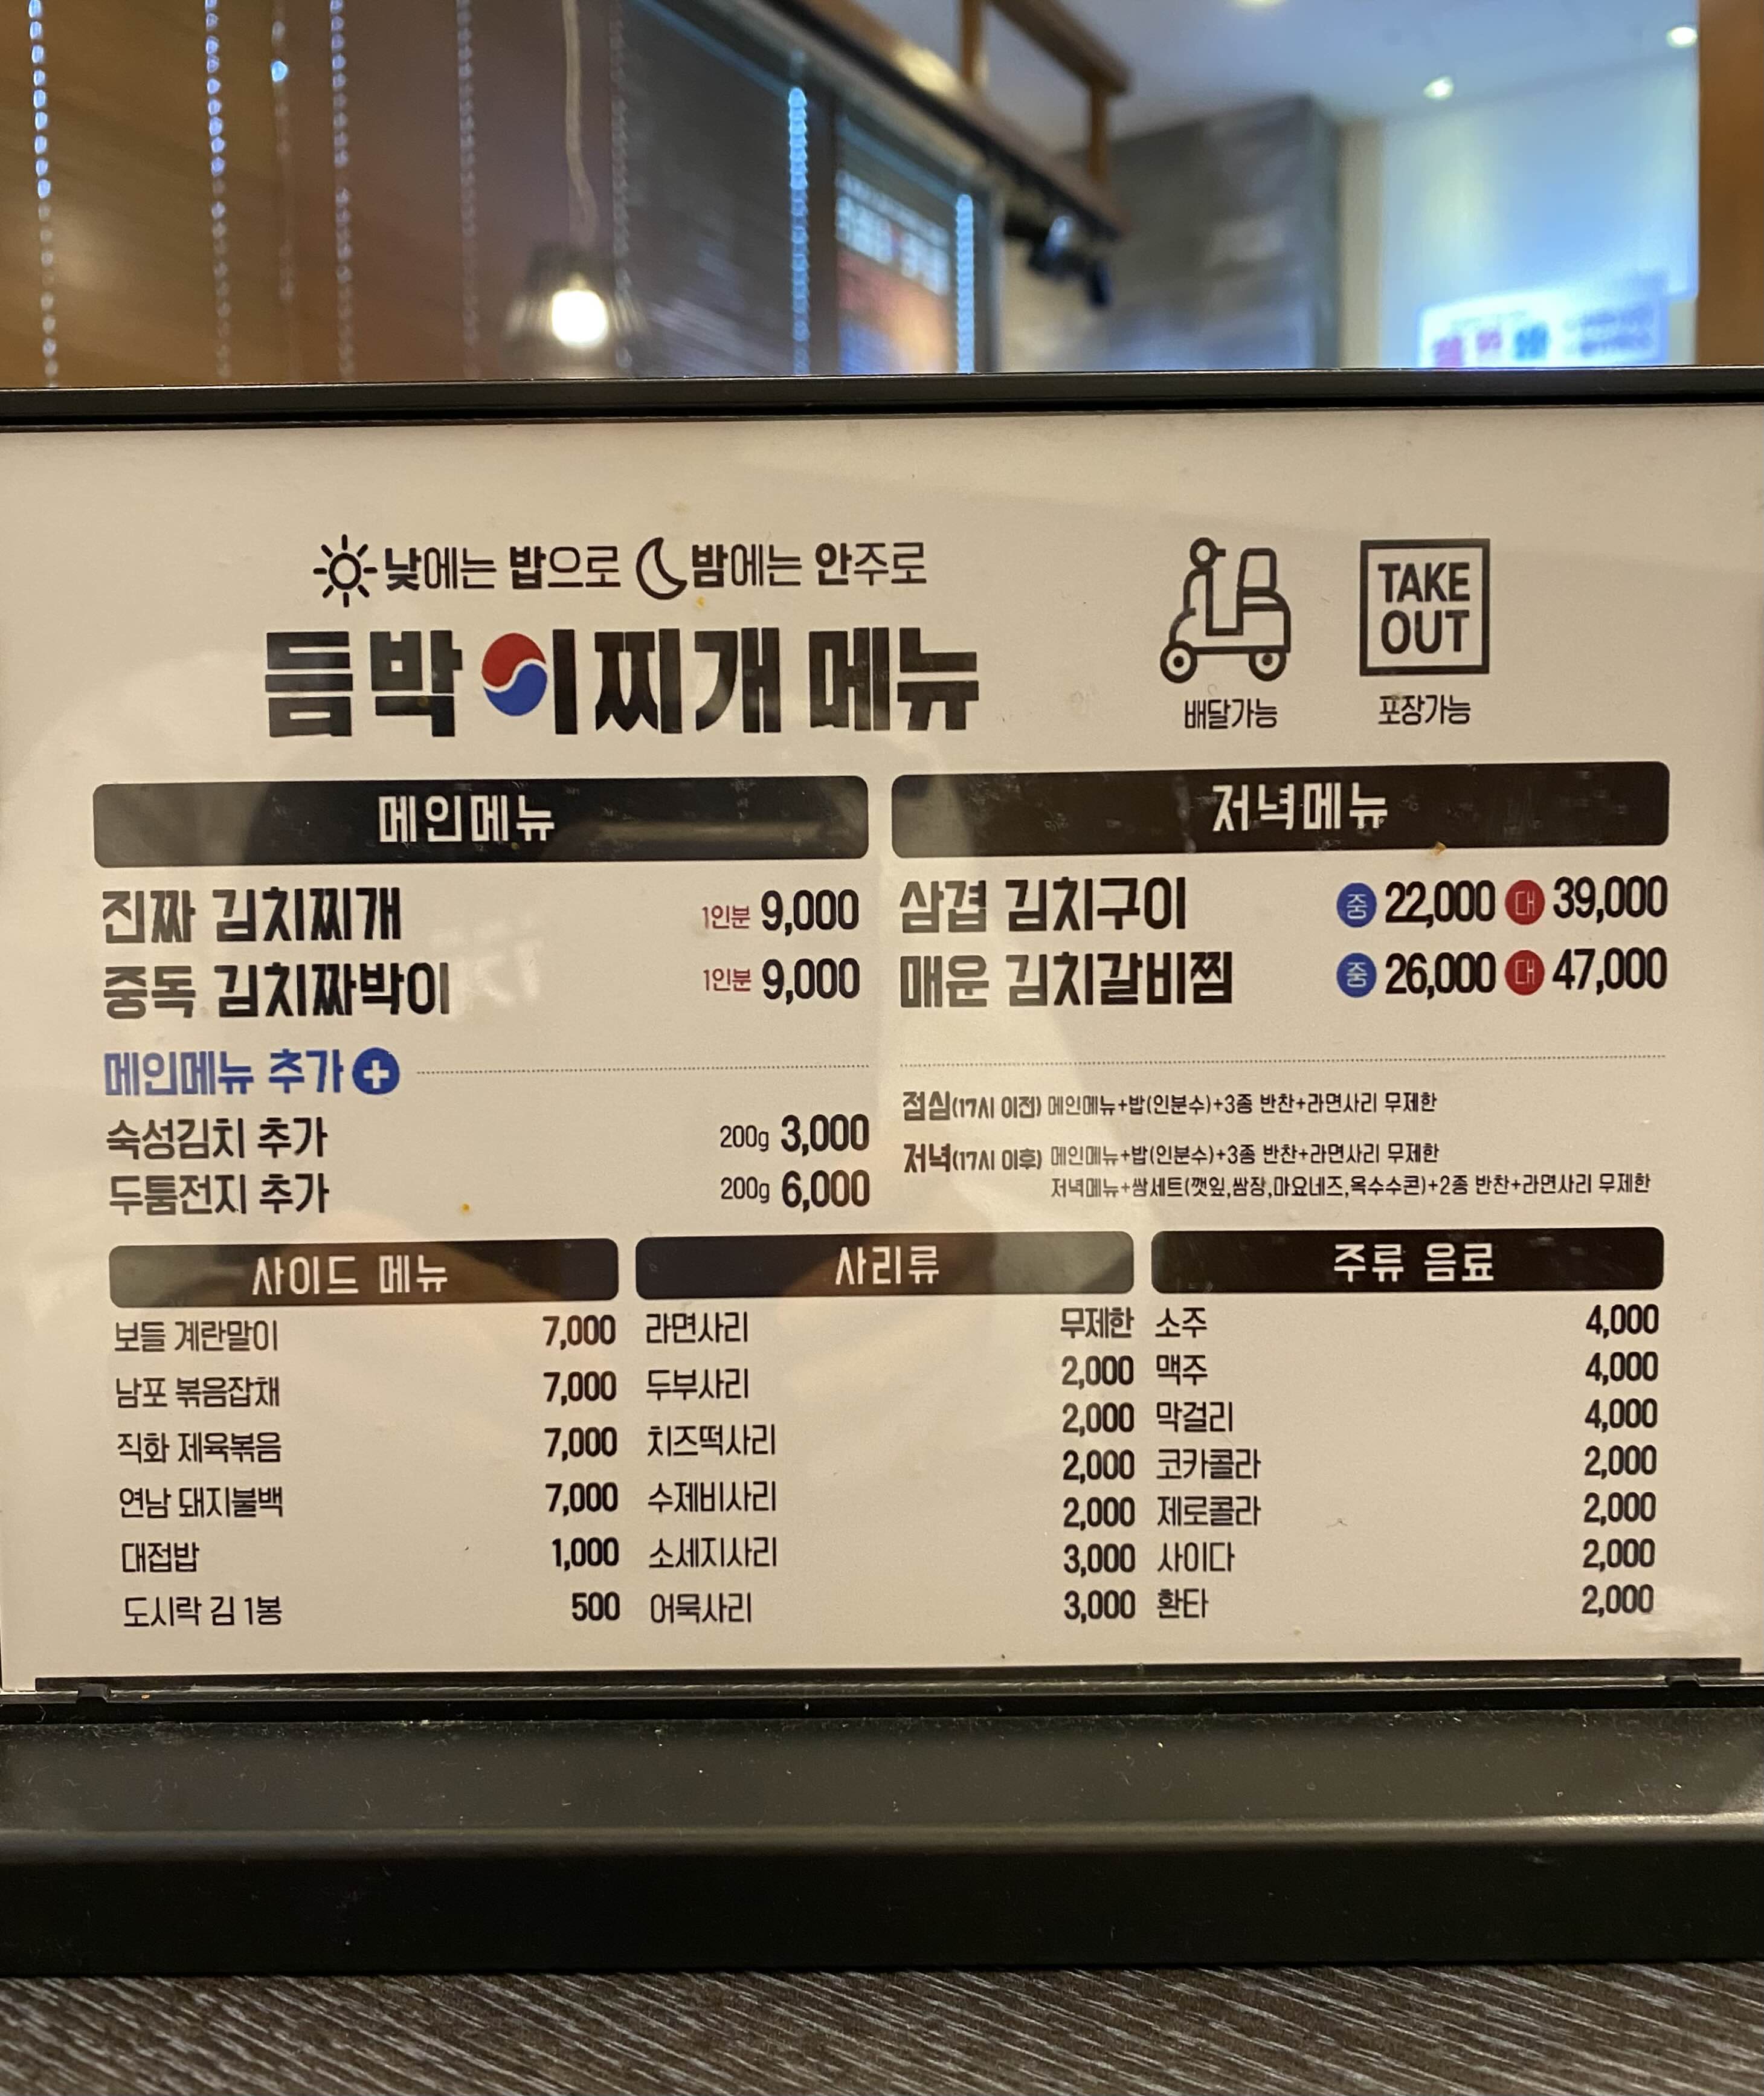 낮에는 밥으로 밤에는 안주로
듬박이찌개 메뉴
배달가능
TAKE OUT
포장가능
메인메뉴
진짜 김치찌개 1인분 9,000
중독 김치짜박이 1인분 9,000
메인메뉴 추가 +
숙성김치 추가 200g 3,000
두툼전지 추가 200g 6,000
저녁메뉴
삼겹 김치구이 중 22,000 대 39,000
매운 김치갈비찜 중 26,000 대 47,000
점심(17시 이전) 메인메뉴+밥(인분수)+3종 반찬+라면사리 무제한
저녁(17시 이후) 메인메뉴+밥(인분수)+3종 반찬+라면사리 무제한
저녁메뉴+쌈세트(깻잎,쌈장,마요네즈,옥수수콘)+2종 반찬+라면사리 무제한
사이드 메뉴
보들 계란말이 7,000
남포 볶음잡채 7,000
직화 제육볶음 7,000
연남 돼지불백 7,000
대접밥 1,000
도시락 김 1봉 500
사리류
라면사리 무제한
두부사리 2,000
치즈떡사리 2,000
수제비사리 2,000
소세지사리 2,000
어묵사리 3,000
3,000
주류 음료
소주 4,000
맥주 4,000
막걸리 4,000
코카콜라 2,000
제로콜라 2,000
사이다 2,000
환타 2,000